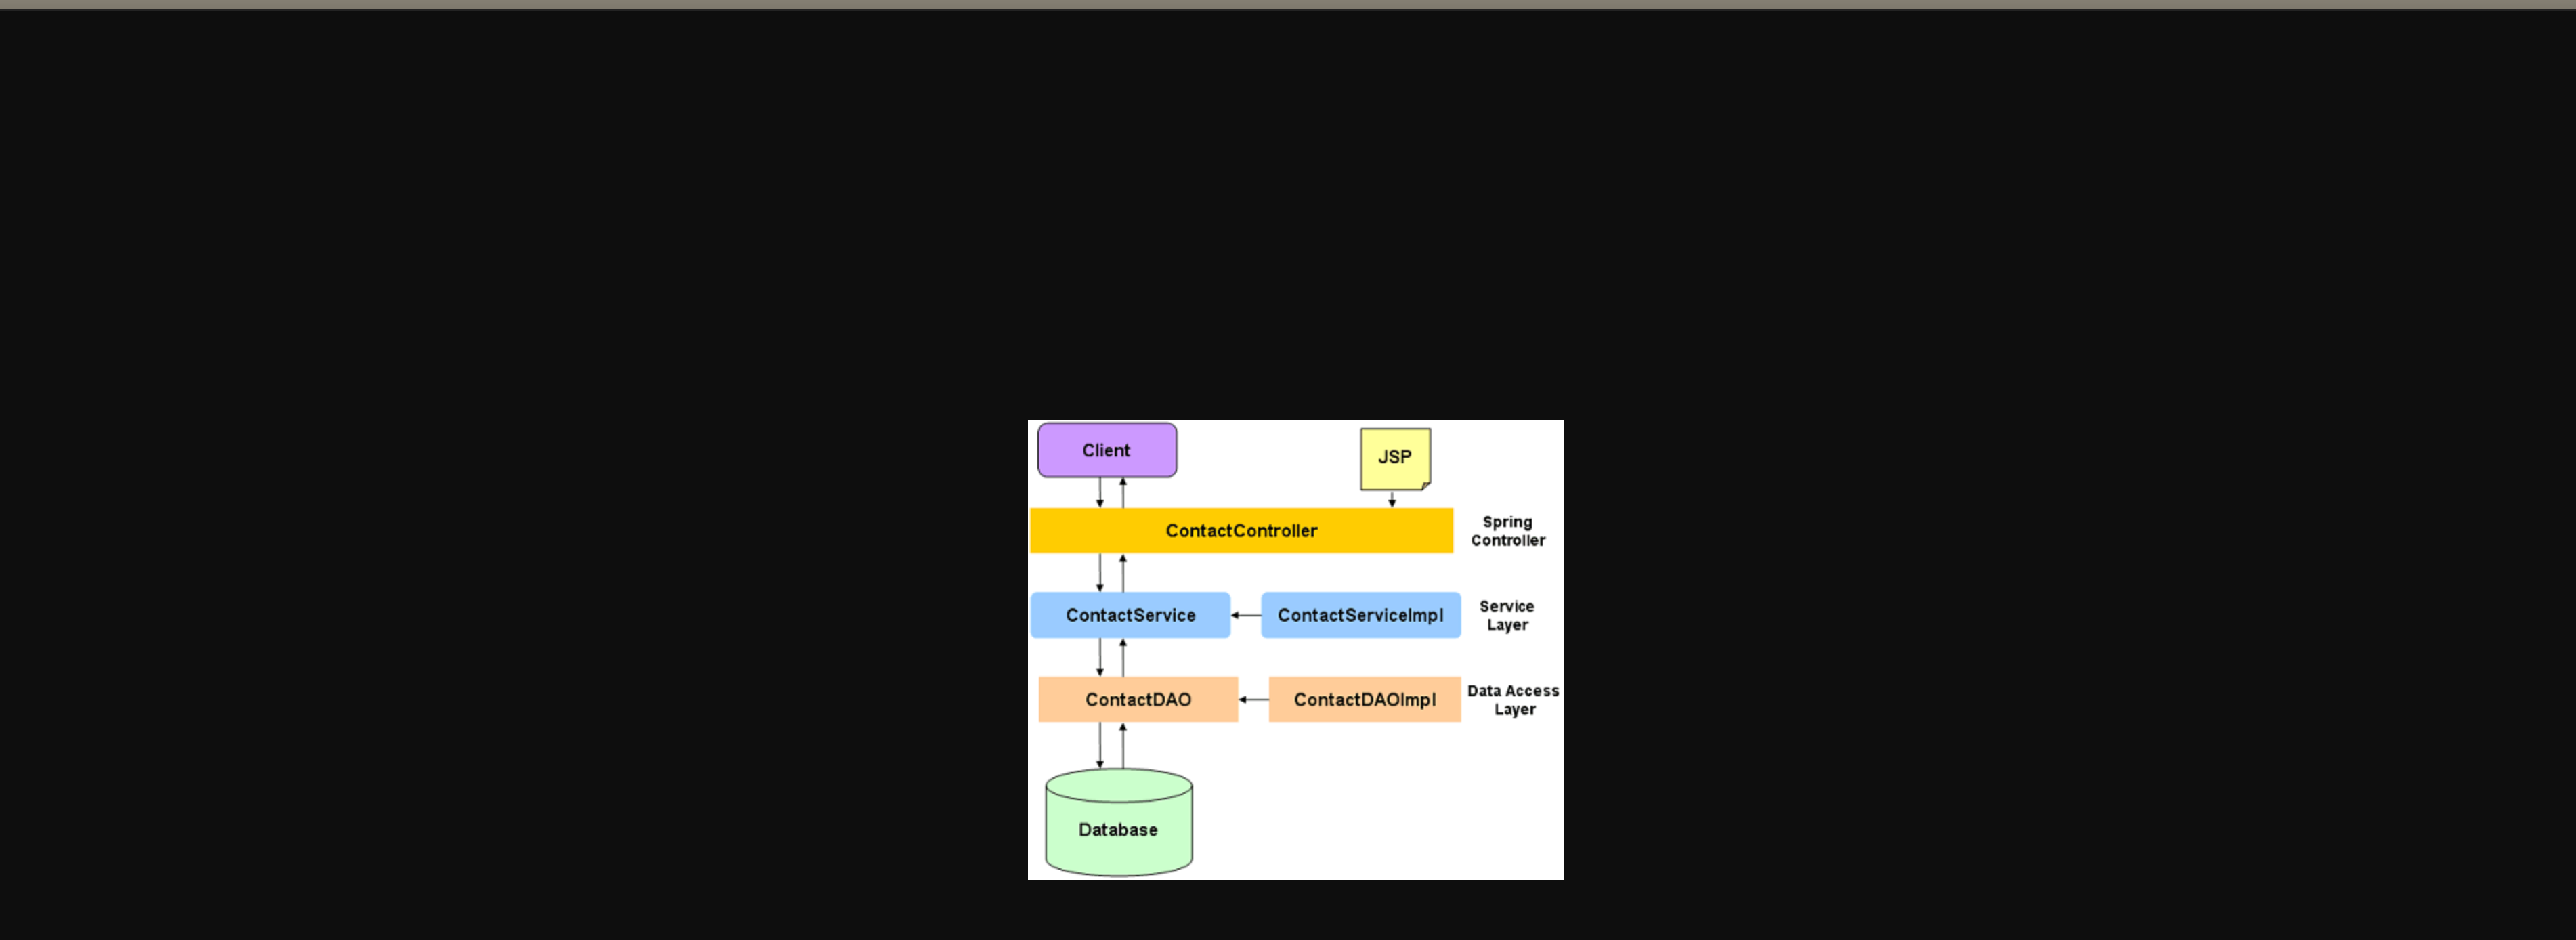 Client
JSP
ContactController
Spring
Controller
ContactService
ContactServiceImpl
Service
Layer
ContactDAO
ContactDAOImpl
Data Access
Layer
Database